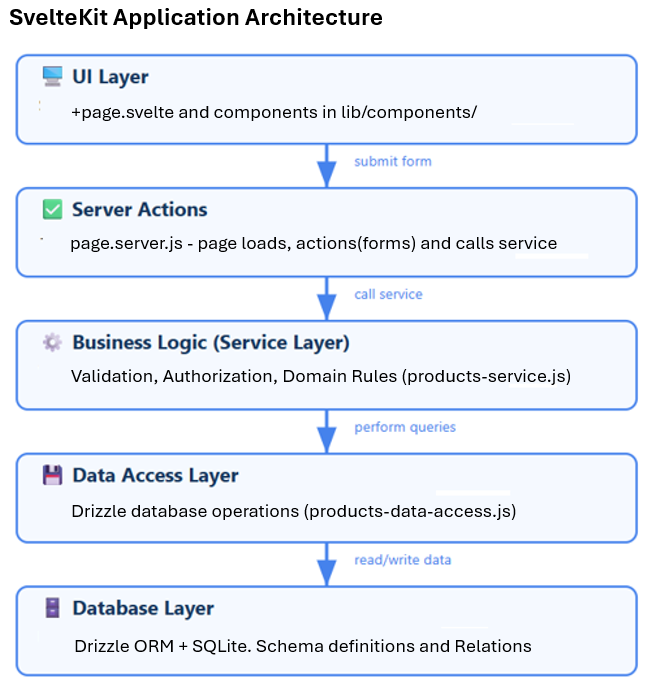 SvelteKit Application Architecture
UI Layer
+page.svelte and components in lib/components/
submit form
Server Actions
page.server.js - page loads, actions(forms) and calls service
call service
Business Logic (Service Layer)
Validation, Authorization, Domain Rules (products-service.js)
perform queries
Data Access Layer
Drizzle database operations (products-data-access.js)
read/write data
Database Layer
Drizzle ORM + SQLite. Schema definitions and Relations